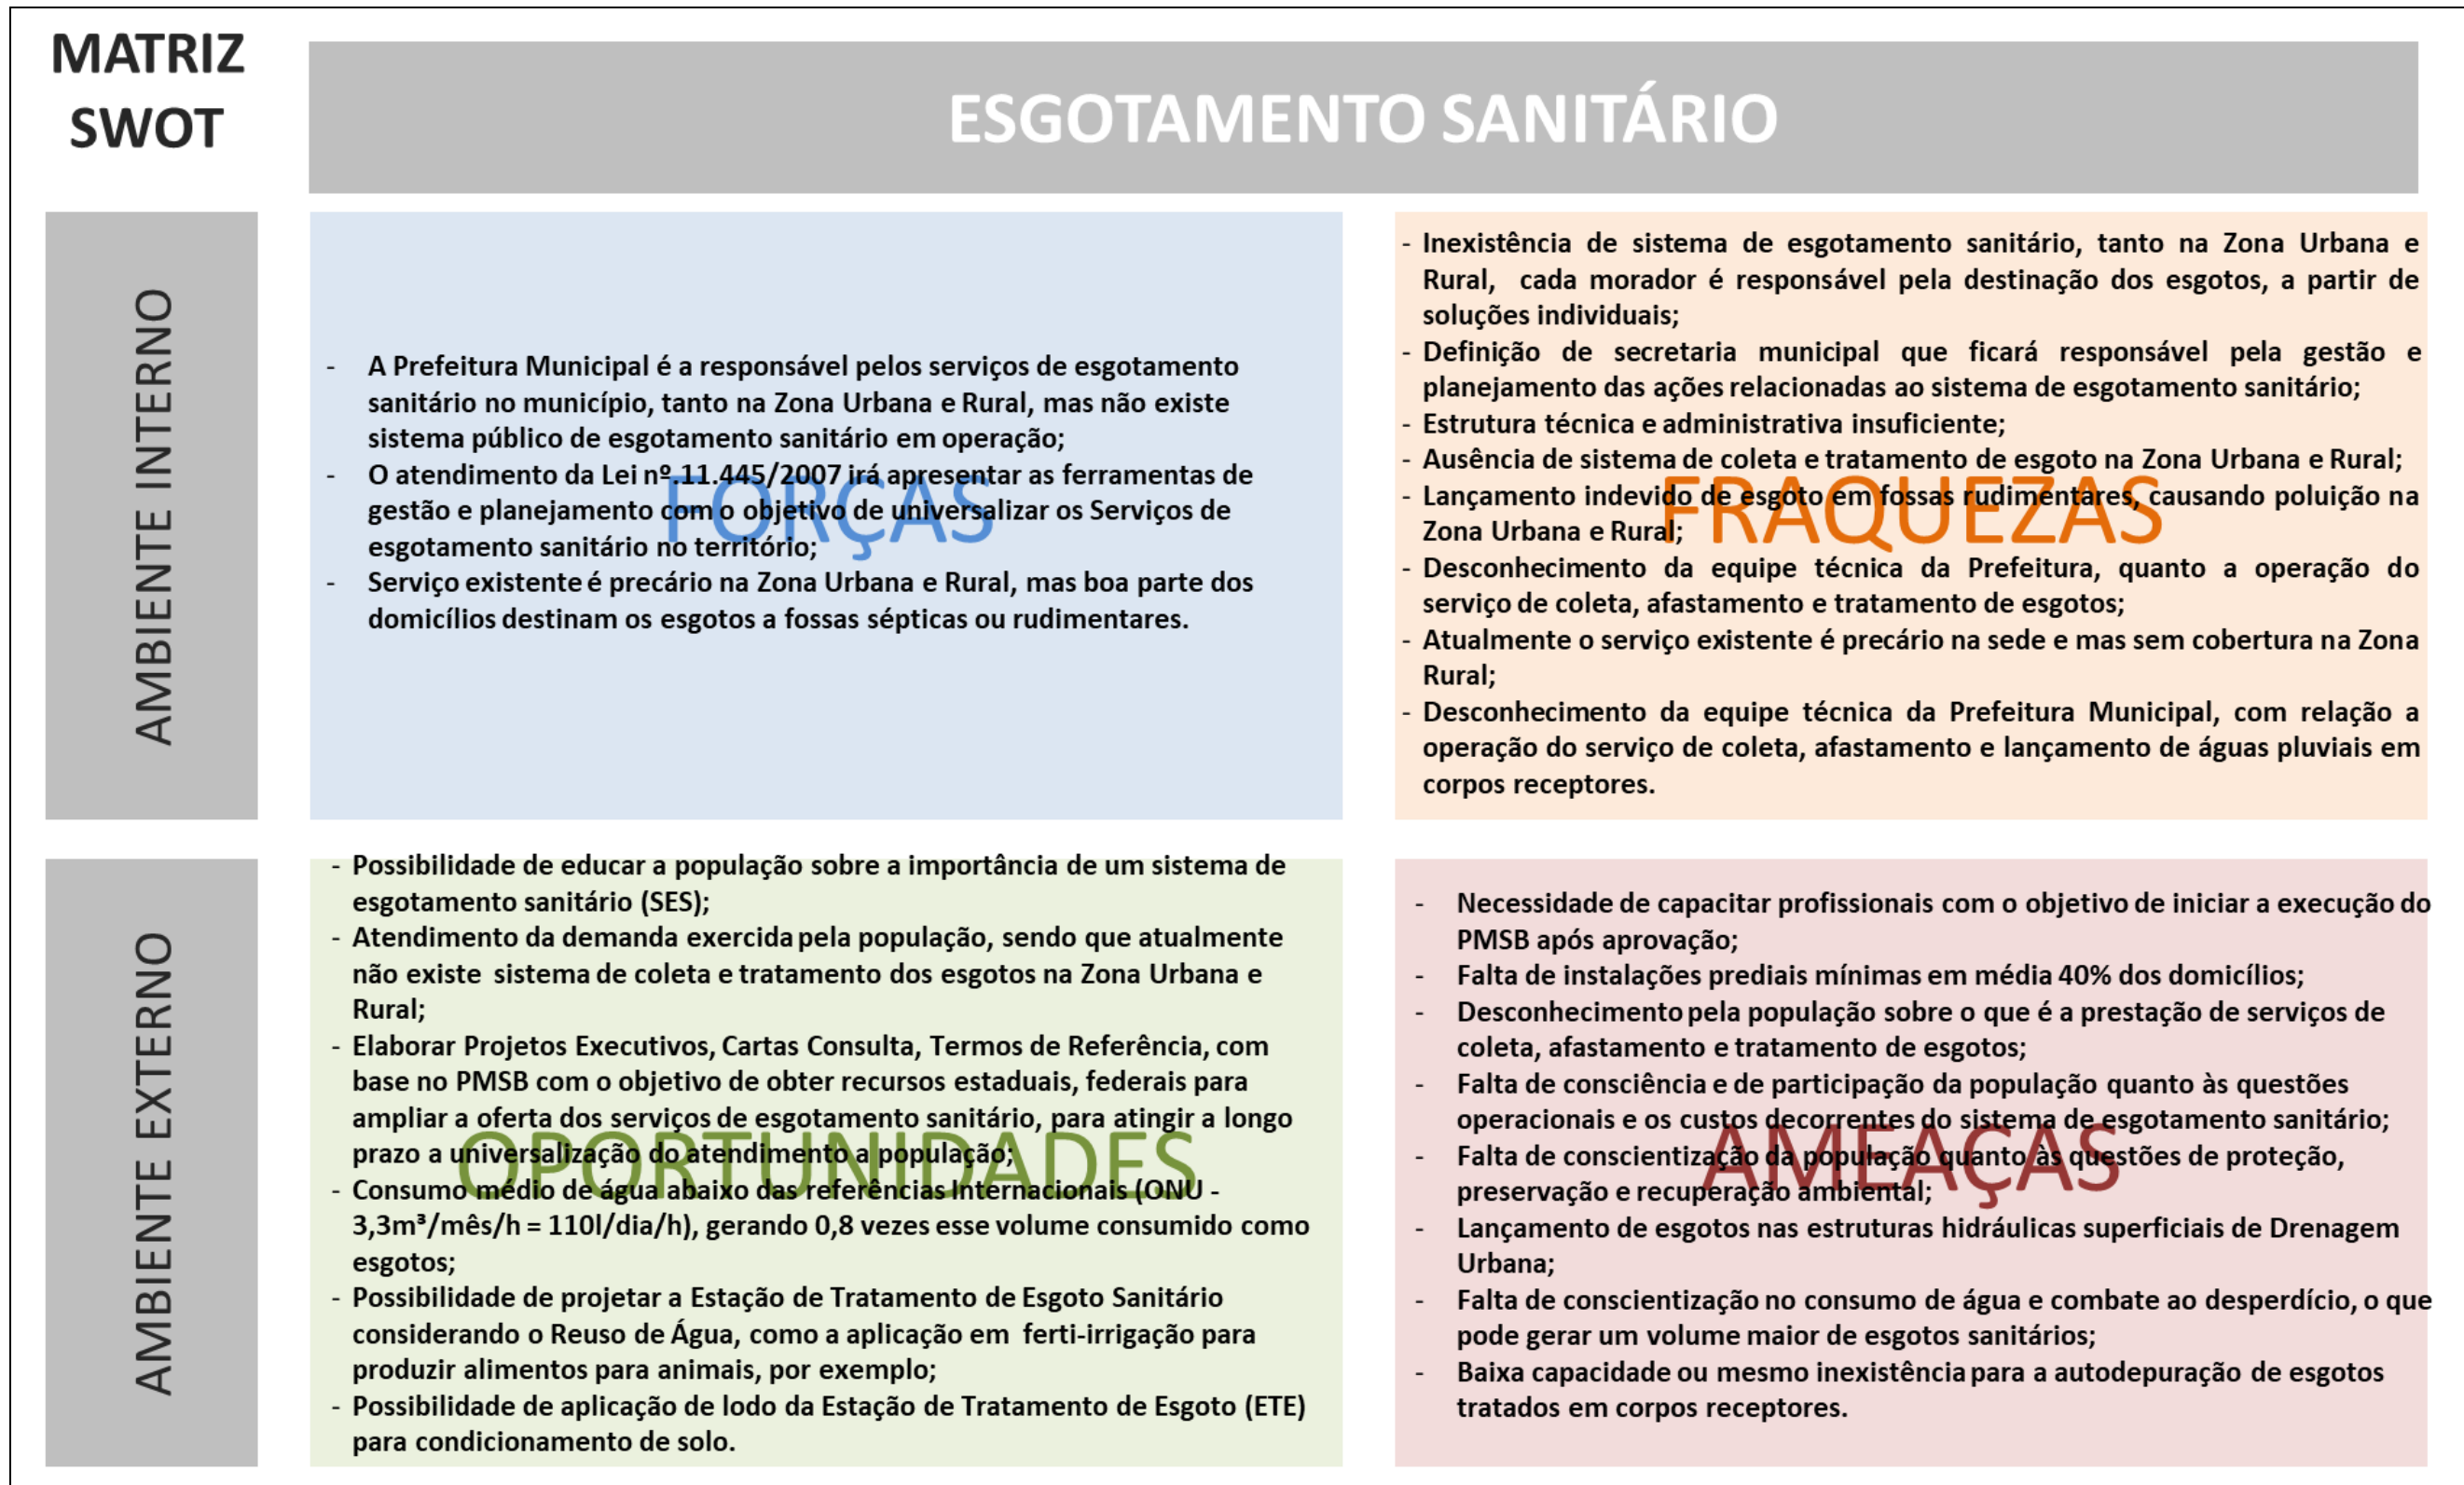 MATRIZ
SWOT
ESGOTAMENTO SANITÁRIO
AMBIENTE INTERNO
FORÇAS
- A Prefeitura Municipal é a responsável pelos serviços de esgotamento
sanitário no município, tanto na Zona Urbana e Rural, mas não existe
sistema público de esgotamento sanitário em operação;
- O atendimento da Lei nº.11.445/2007 irá apresentar as ferramentas de
gestão e planejamento com o objetivo de universalizar os Serviços de
esgotamento sanitário no território;
- Serviço existente é precário na Zona Urbana e Rural, mas boa parte dos
domicílios destinam os esgotos a fossas sépticas ou rudimentares.
FRAQUEZAS
- Inexistência de sistema de esgotamento sanitário, tanto na Zona Urbana e
Rural, cada morador é responsável pela destinação dos esgotos, a partir de
soluções individuais;
- Definição de secretaria municipal que ficará responsável pela gestão e
planejamento das ações relacionadas ao sistema de esgotamento sanitário;
- Estrutura técnica e administrativa insuficiente;
- Ausência de sistema de coleta e tratamento de esgoto na Zona Urbana e Rural;
- Lançamento indevido de esgoto em fossas rudimentares, causando poluição na
Zona Urbana e Rural;
- Desconhecimento da equipe técnica da Prefeitura, quanto a operação do
serviço de coleta, afastamento e tratamento de esgotos;
- Atualmente o serviço existente é precário na sede e mas sem cobertura na Zona
Rural;
- Desconhecimento da equipe técnica da Prefeitura Municipal, com relação a
operação do serviço de coleta, afastamento e lançamento de águas pluviais em
corpos receptores.
AMBIENTE EXTERNO
OPORTUNIDADES
- Possibilidade de educar a população sobre a importância de um sistema de
esgotamento sanitário (SES);
- Atendimento da demanda exercida pela população, sendo que atualmente
não existe sistema de coleta e tratamento dos esgotos na Zona Urbana e
Rural;
- Elaborar Projetos Executivos, Cartas Consulta, Termos de Referência, com
base no PMSB com o objetivo de obter recursos estaduais, federais para
ampliar a oferta dos serviços de esgotamento sanitário, para atingir a longo
prazo a universalização do atendimento a população;
- Consumo médio de água abaixo das referências internacionais (ONU -
3,3m³/mês/h = 110l/dia/h), gerando 0,8 vezes esse volume consumido como
esgotos;
- Possibilidade de projetar a Estação de Tratamento de Esgoto Sanitário
considerando o Reuso de Água, como a aplicação em ferti-irrigação para
produzir alimentos para animais, por exemplo;
- Possibilidade de aplicação de lodo da Estação de Tratamento de Esgoto (ETE)
para condicionamento de solo.
AMEAÇAS
- Necessidade de capacitar profissionais com o objetivo de iniciar a execução do
PMSB após aprovação;
- Falta de instalações prediais mínimas em média 40% dos domicílios;
- Desconhecimento pela população sobre o que é a prestação de serviços de
coleta, afastamento e tratamento de esgotos;
- Falta de consciência e de participação da população quanto às questões
operacionais e os custos decorrentes do sistema de esgotamento sanitário;
- Falta de conscientização da população quanto às questões de proteção,
preservação e recuperação ambiental;
- Lançamento de esgotos nas estruturas hidráulicas superficiais de Drenagem
Urbana;
- Falta de conscientização no consumo de água e combate ao desperdício, o que
pode gerar um volume maior de esgotos sanitários;
- Baixa capacidade ou mesmo inexistência para a autodepuração de esgotos
tratados em corpos receptores.